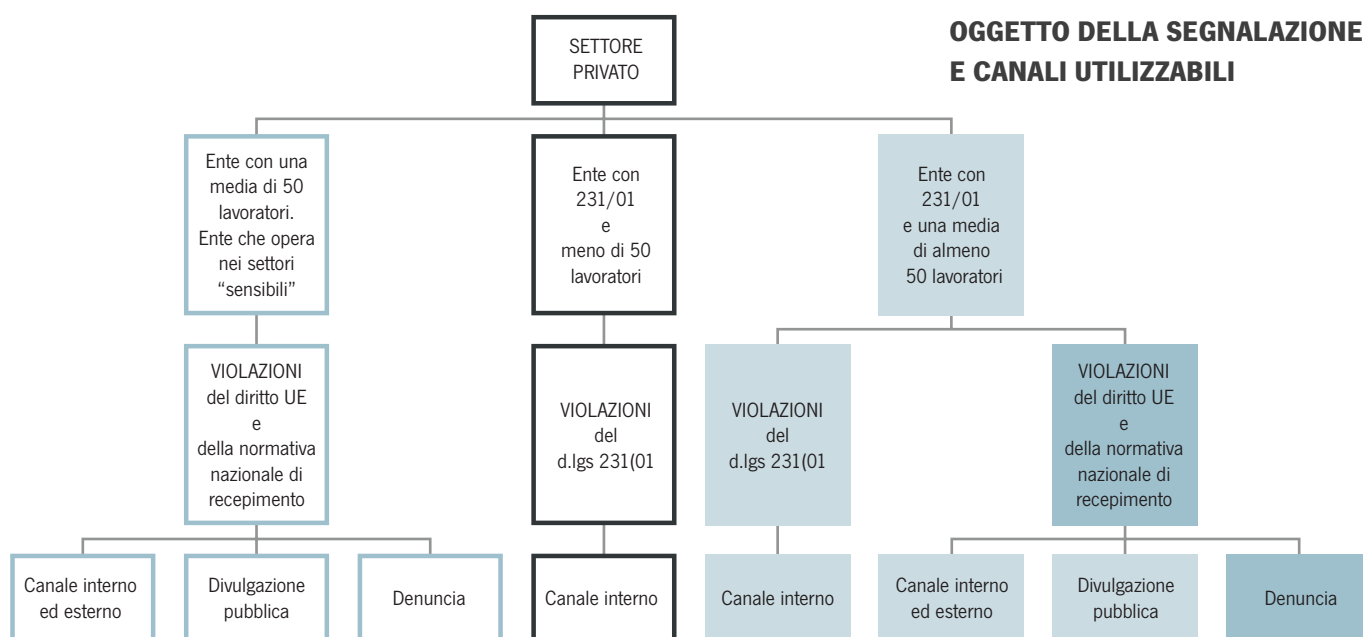 OGGETTO DELLA SEGNALAZIONE
E CANALI UTILIZZABILI
SETTORE
PRIVATO
Ente con una
media di 50
lavoratori.
Ente che opera
nei settori
“sensibili”
Ente con
231/01
e
meno di 50
lavoratori
Ente con
231/01
e una media
di almeno
50 lavoratori
VIOLAZIONI
del diritto UE
e
della normativa
nazionale di
recepimento
VIOLAZIONI
del
d.lgs 231(01
VIOLAZIONI
del
d.lgs 231(01
VIOLAZIONI
del diritto UE
e
della normativa
nazionale di
recepimento
Canale interno
ed esterno
Divulgazione
pubblica
Denuncia
Canale interno
Canale interno
Canale interno
ed esterno
Divulgazione
pubblica
Denuncia